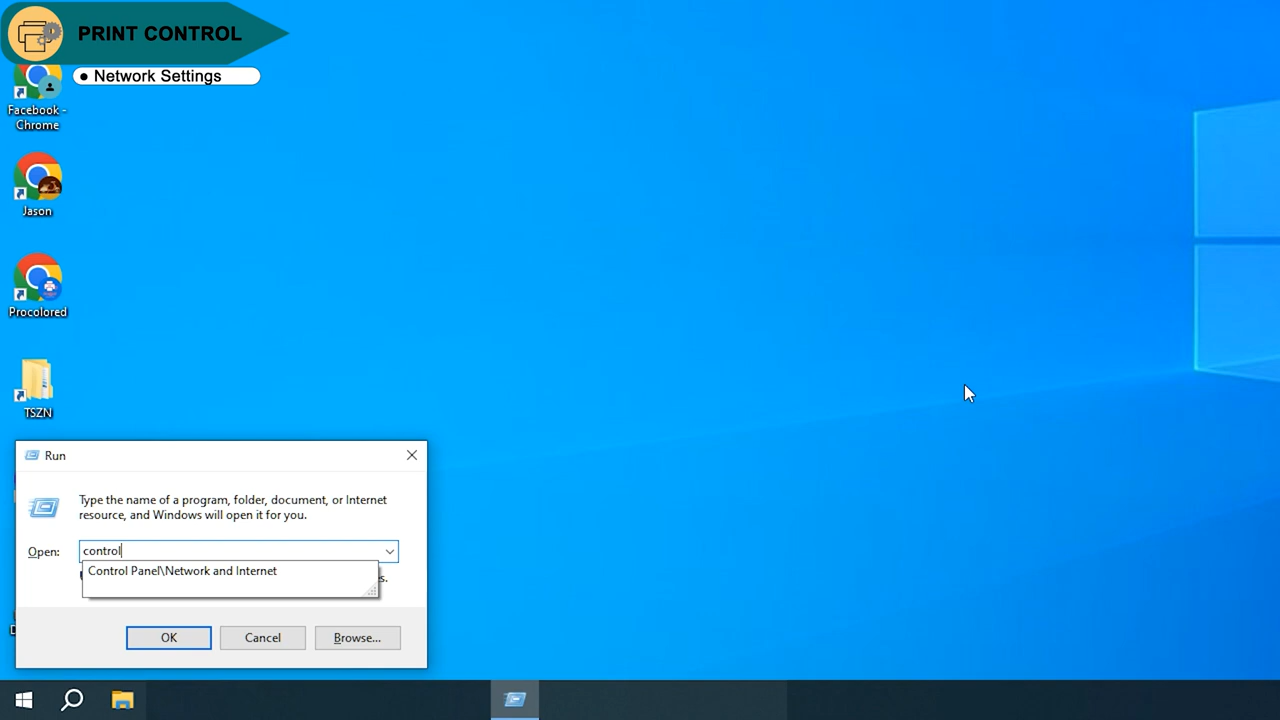 PRINT CONTROL
● Network Settings
Facebook -
Chrome
Jason
Procolored
TSZN
Run
Type the name of a program, folder, document, or Internet
resource, and Windows will open it for you.
Open: control
Control Panel\Network and Internet
s.
OK Cancel Browse...